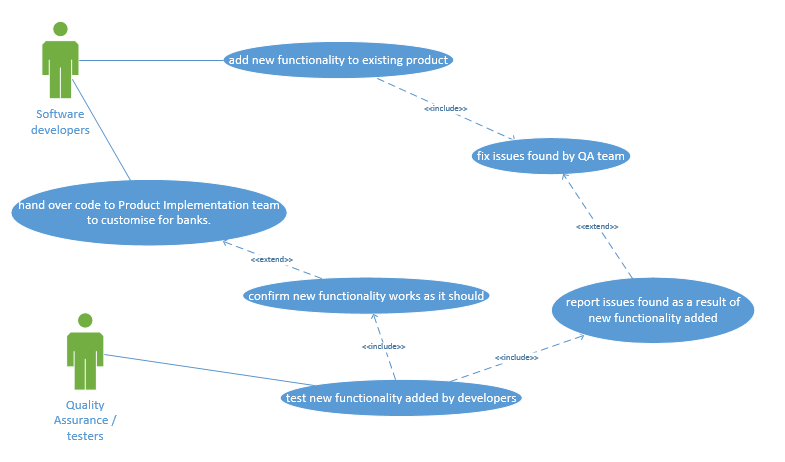 add new functionality to existing product
<<include>>
Software
developers
fix issues found by QA team
hand over code to Product Implementation team
to customise for banks.
<<extend>>
<<extend>>
confirm new functionality works as it should
report issues found as a result of
new functionality added
<<include>>
<<include>>
test new functionality added by developers
Quality
Assurance /
testers